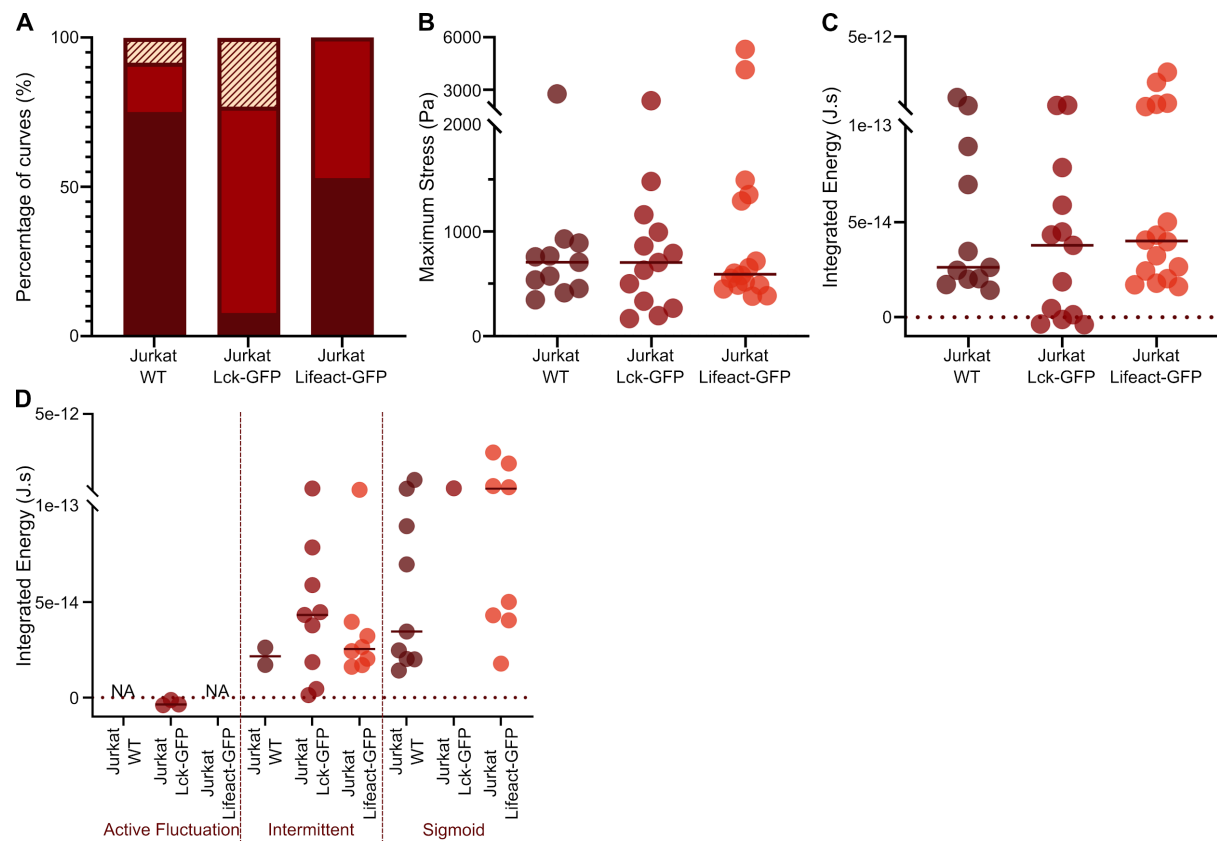 A
Percerntage of curves (%)
100
50
0
Jurkat
WT
Jurkat
Lck-GFP
Jurkat
Lifeact-GFP
B
Maximum Stress (Pa)
6000
3000
2000
1000
0
Jurkat
WT
Jurkat
Lck-GFP
Jurkat
Lifeact-GFP
C
Integrated Energy (J.s)
5e-12
1e-13
5e-14
0
Jurkat
WT
Jurkat
Lck-GFP
Jurkat
Lifeact-GFP
D
Integrated Energy (J.s)
5e-12
1e-13
5e-14
0
NA
NA
Jurkat
WT
Jurkat
Lck-GFP
Jurkat
Lifeact-GFP
Jurkat
WT
Jurkat
Lck-GFP
Jurkat
Lifeact-GFP
Jurkat
WT
Jurkat
Lck-GFP
Jurkat
Lifeact-GFP
Active Fluctuation
Intermittent
Sigmoid